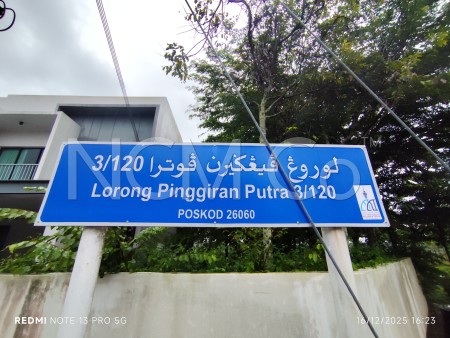 لوروڠ ڤيڠݢيرن ڤوترا 3/120
Lorong Pinggiran Putra 3/120
POSKOD 26060
REDMI NOTE 13 PRO 5G
16/12/2025 16:23